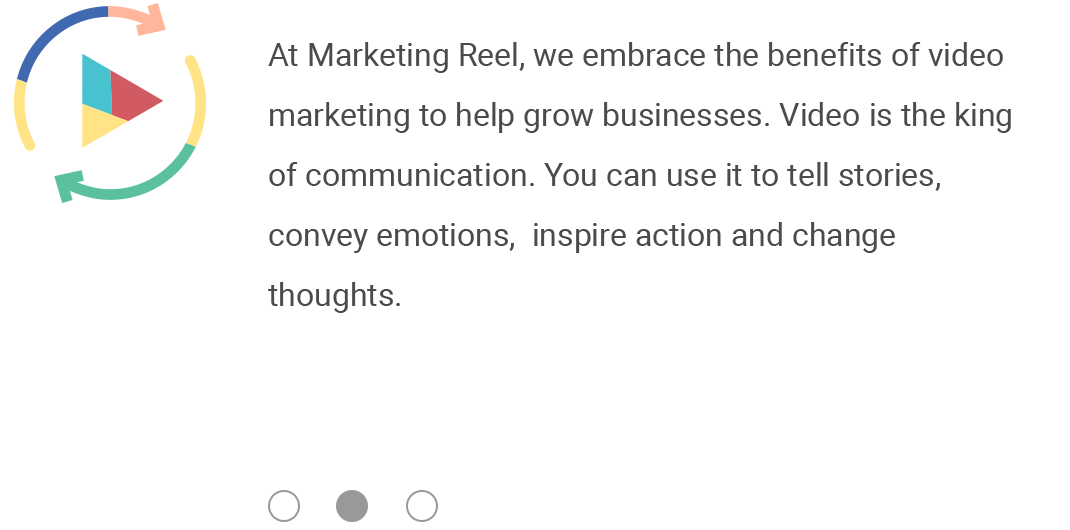 At Marketing Reel, we embrace the benefits of video
marketing to help grow businesses. Video is the king
of communication. You can use it to tell stories,
convey emotions,  inspire action and change
thoughts.